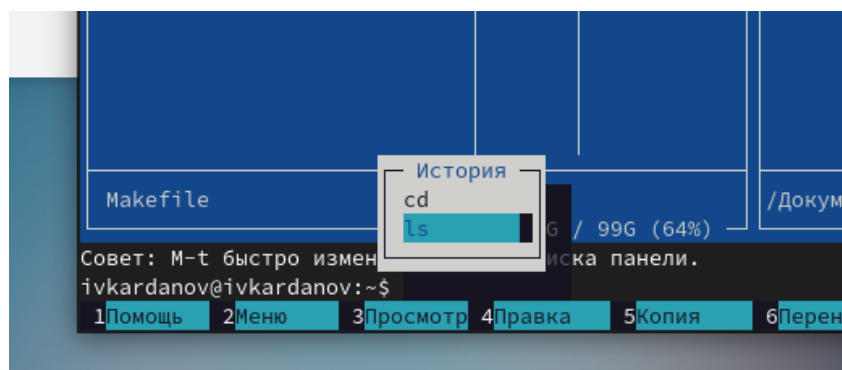 История
Makefile
cd
/Докум
ls
G / 99G (64%)
Совет: M-t быстро измен иска панели.
ivkardanov@ivkardanov:~$
1Помощь 2Меню 3Просмотр 4Правка 5Копия 6Перен